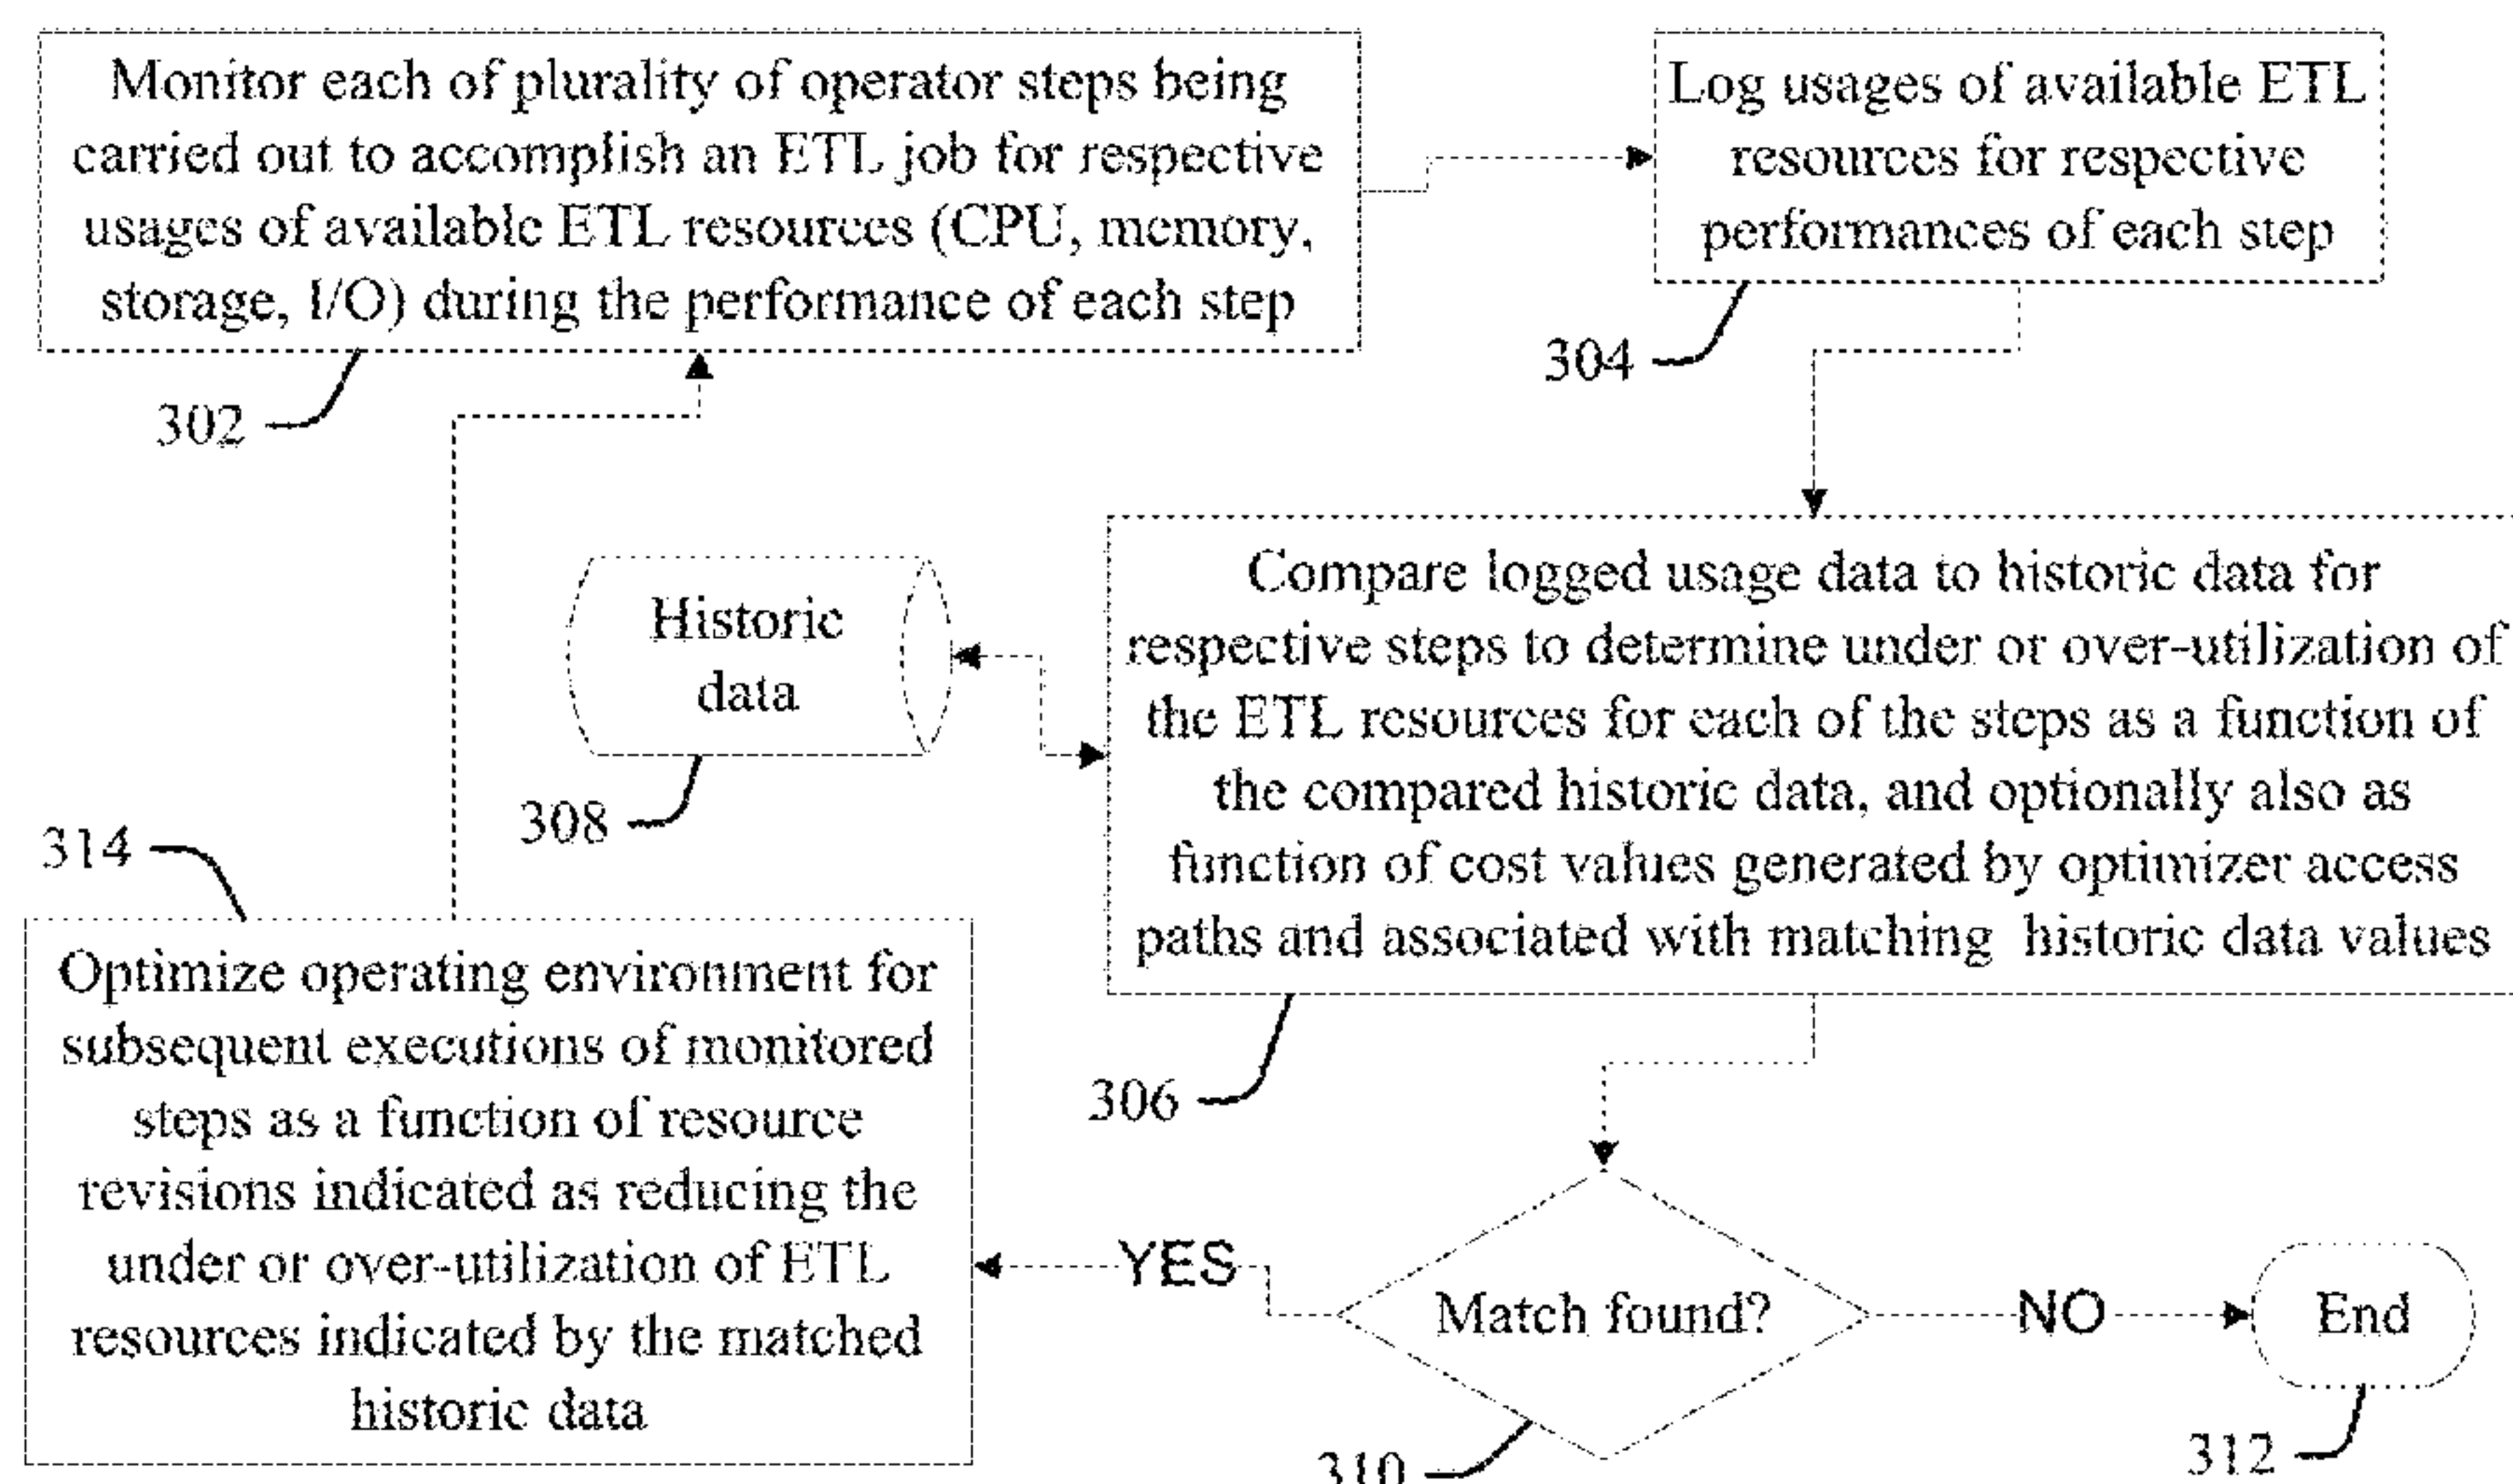 Monitor each of plurality of operator steps being
carried out to accomplish an ETL job for respective
usages of available ETL resources (CPU, memory,
storage, I/O) during the performance of each step
302
Log usages of available ETL
resources for respective
performances of each step
304
Historic
data
308
Compare logged usage data to historic data for
respective steps to determine under or over-utilization of
the ETL resources for each of the steps as a function of
the compared historic data, and optionally also as
function of cost values generated by optimizer access
paths and associated with matching historic data values
306
314
Optimize operating environment for
subsequent executions of monitored
steps as a function of resource
revisions indicated as reducing the
under or over-utilization of ETL
resources indicated by the matched
historic data
YES
Match found?
310
NO
End
312